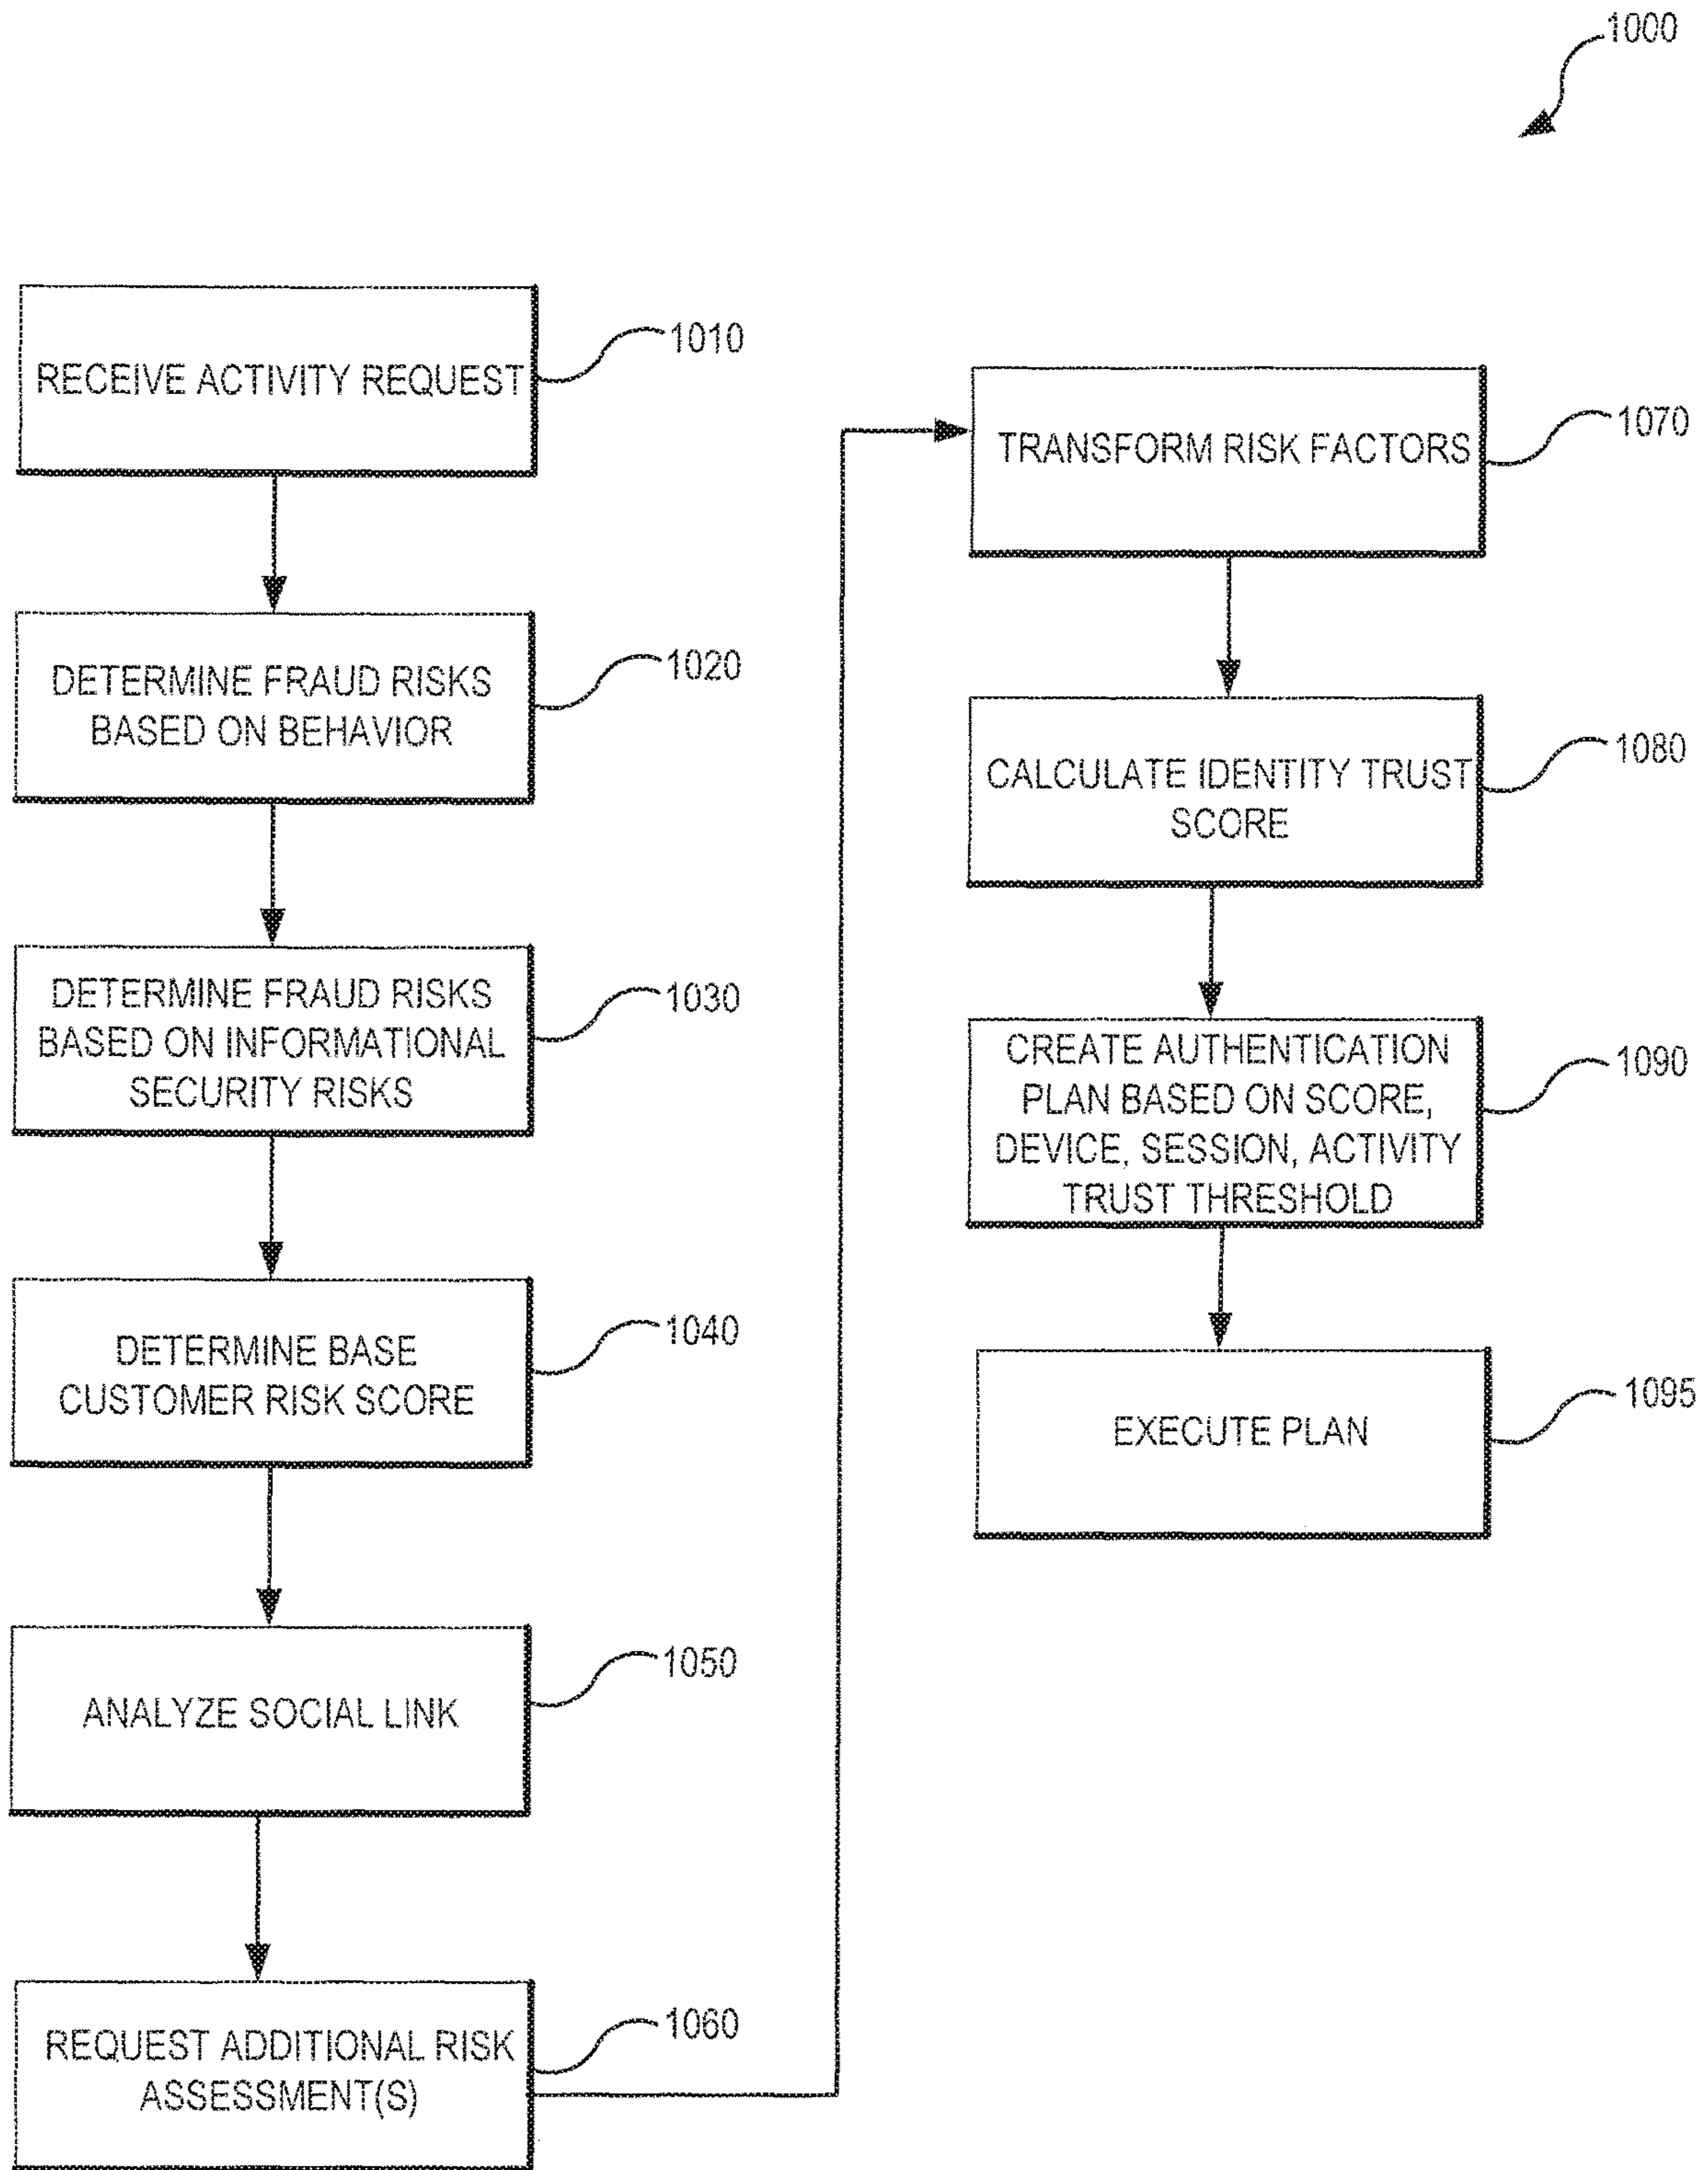 1000
RECEIVE ACTIVITY REQUEST
1010
DETERMINE FRAUD RISKS
BASED ON BEHAVIOR
1020
DETERMINE FRAUD RISKS
BASED ON INFORMATIONAL
SECURITY RISKS
1030
DETERMINE BASE
CUSTOMER RISK SCORE
1040
ANALYZE SOCIAL LINK
1050
REQUEST ADDITIONAL RISK
ASSESSMENT(S)
1060
TRANSFORM RISK FACTORS
1070
CALCULATE IDENTITY TRUST
SCORE
1080
CREATE AUTHENTICATION
PLAN BASED ON SCORE,
DEVICE, SESSION, ACTIVITY
TRUST THRESHOLD
1090
EXECUTE PLAN
1095